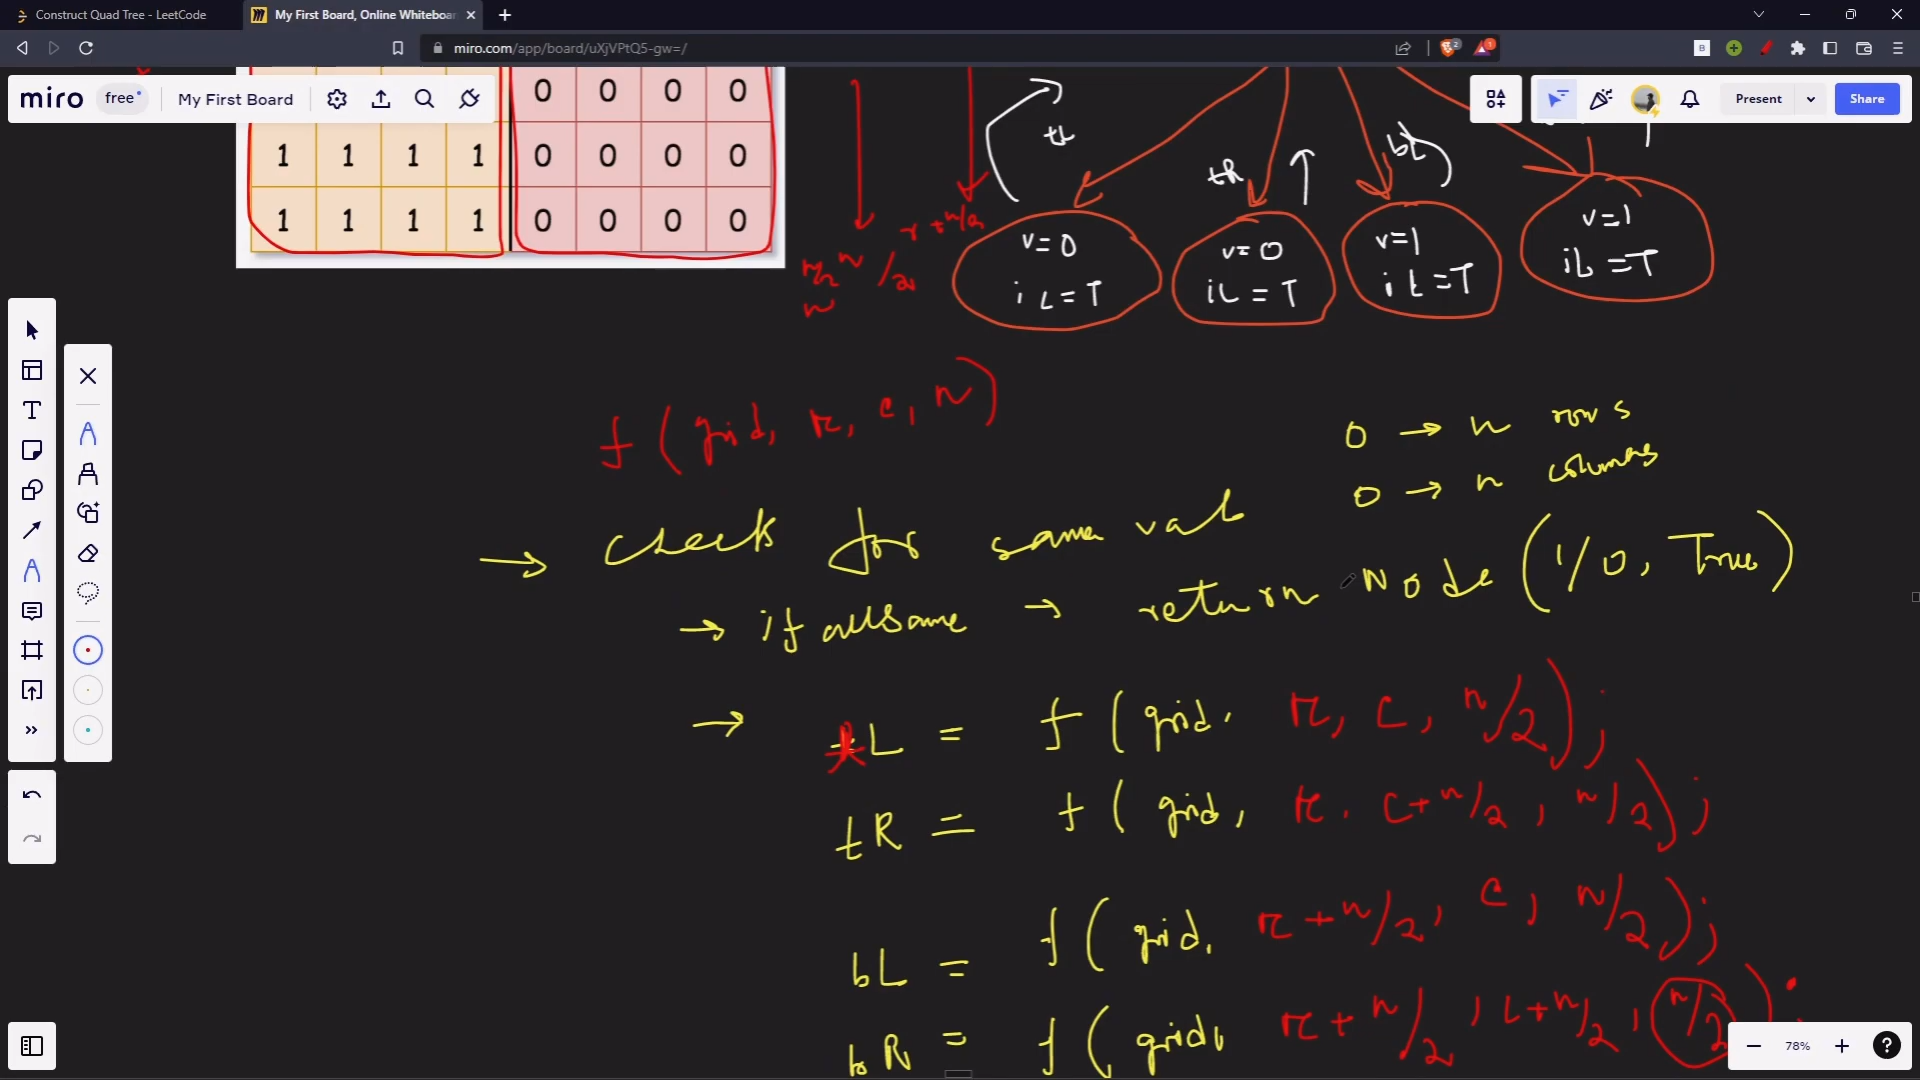 Construct Quad Tree - LeetCode
My First Board, Online Whiteboa
miro.com/app/board/uXjVPtQ5-gw=/
miro free My First Board
Present Share
0 0 0 0
1 1 1 1 0 0 0 0
1 1 1 1 0 0 0 0
tL
tR
bL
v=0
iL=T
v=0
iL=T
v=1
iL=T
v=1
iL=T
r+n/2
n/2
f(grid, r, c, n)
0 → n rows
0 → n columns
→ check for same val
→ if allsame → return Node(1/0, True)
→ tL = f(grid, r, c, n/2);
tR = f(grid, r, c+n/2, n/2);
bL = f(grid, r+n/2, c, n/2);
bR = f(grid, r+n/2, c+n/2, n/2);
78%